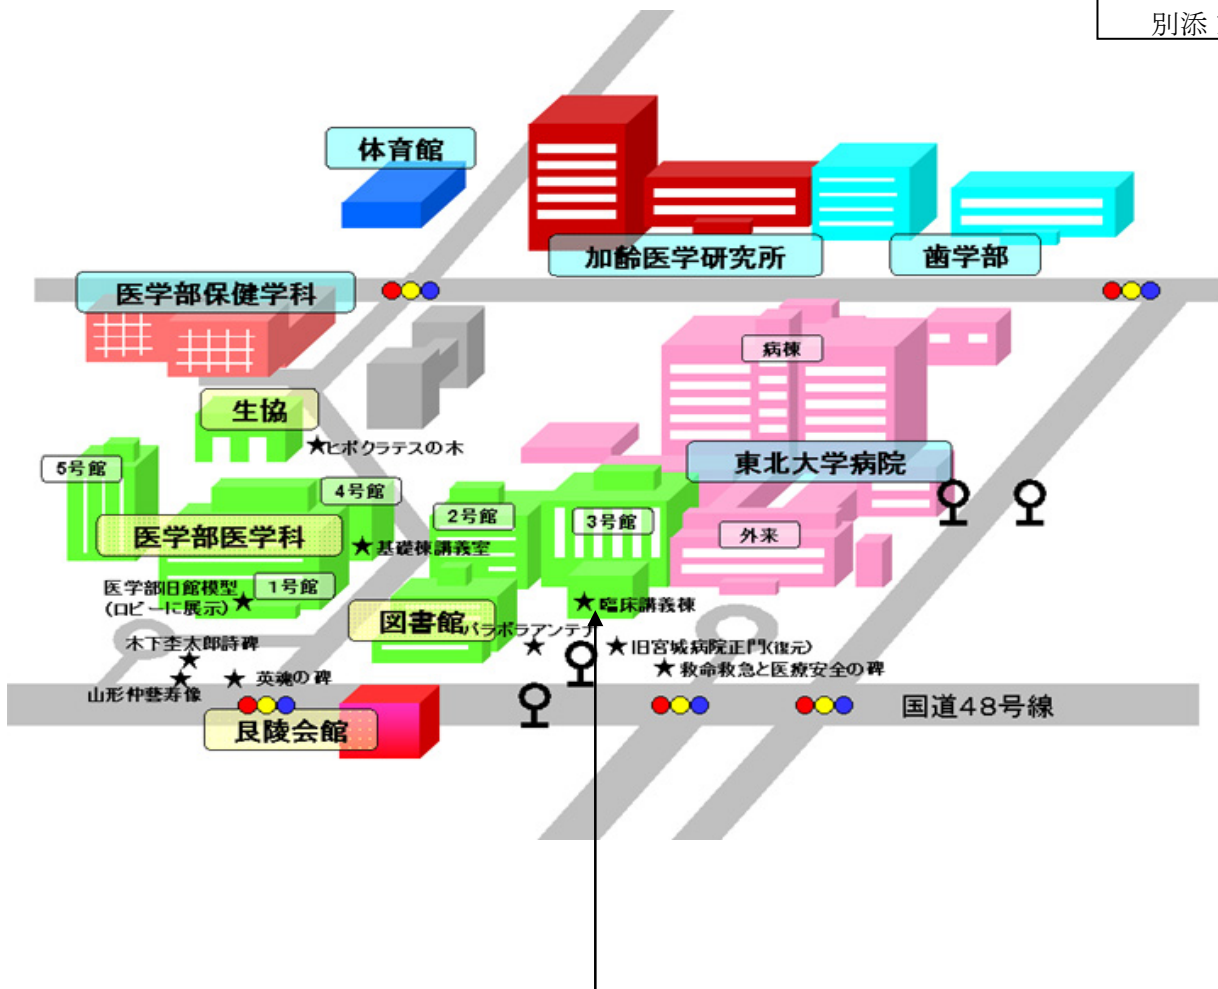 別添
体育館
加齢医学研究所
歯学部
医学部保健学科
病棟
生協
★ヒポクラテスの木
東北大学病院
5号館
4号館
2号館
3号館
外来
医学部医学科
★基礎棟講義室
医学部旧館模型
(ロビーに展示)★
1号館
★臨床講義棟
図書館
パラボラアンテナ
★
木下杢太郎詩碑
★
★旧宮城病院正門(復元)
★救命救急と医療安全の碑
山形仲藝寿像
★
英魂の碑
★
国道48号線
艮陵会館